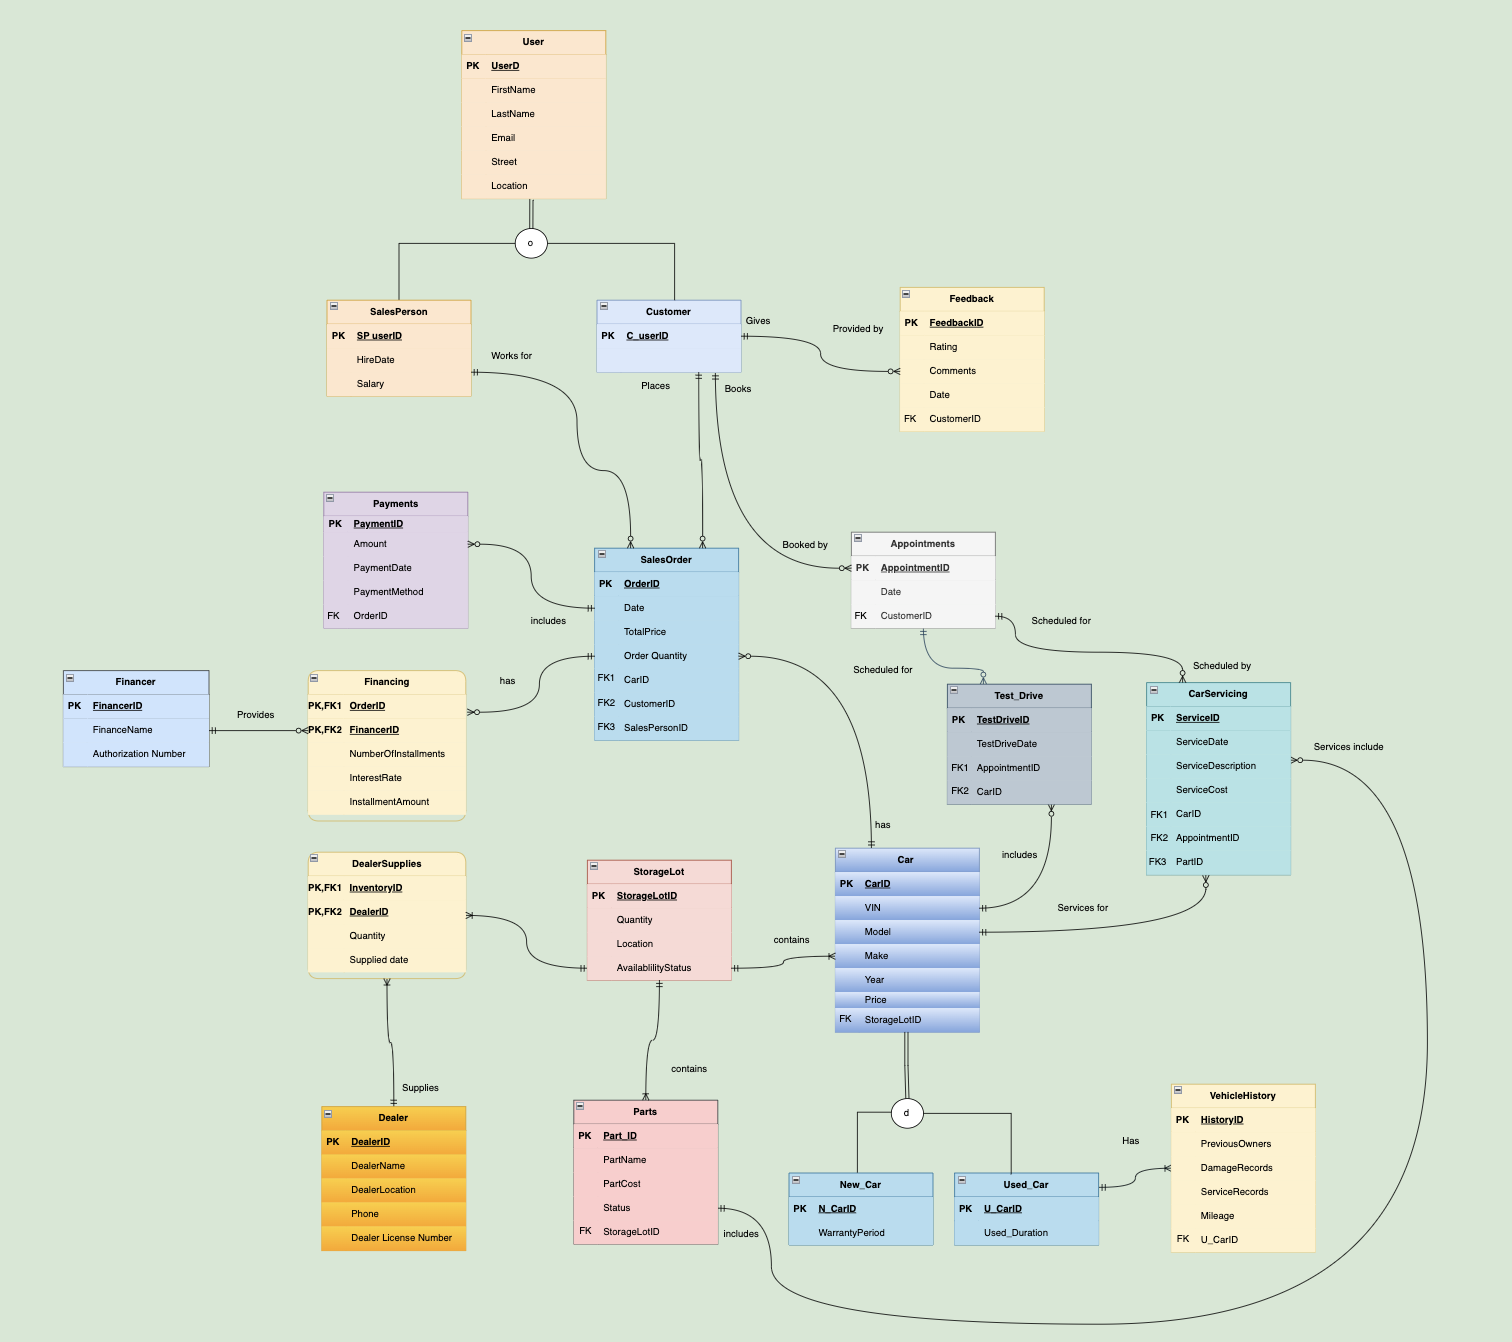 User
PK UserD
FirstName
LastName
Email
Street
Location
o
SalesPerson
PK SP userID
HireDate
Salary
Works for
Customer
PK C_userID
Gives
Provided by
Places
Books
Feedback
PK FeedbackID
Rating
Comments
Date
FK CustomerID
Payments
PK PaymentID
Amount
PaymentDate
PaymentMethod
FK OrderID
includes
SalesOrder
PK OrderID
Date
TotalPrice
Order Quantity
FK1 CarID
FK2 CustomerID
FK3 SalesPersonID
Booked by
Appointments
PK AppointmentID
Date
FK CustomerID
Scheduled for
Scheduled for
Scheduled by
Financer
PK FinancerID
FinanceName
Authorization Number
Provides
Financing
PK,FK1 OrderID
PK,FK2 FinancerID
NumberOfInstallments
InterestRate
InstallmentAmount
has
Test_Drive
PK TestDriveID
TestDriveDate
FK1 AppointmentID
FK2 CarID
CarServicing
PK ServiceID
ServiceDate
ServiceDescription
ServiceCost
FK1 CarID
FK2 AppointmentID
FK3 PartID
Services include
has
includes
Services for
DealerSupplies
PK,FK1 InventoryID
PK,FK2 DealerID
Quantity
Supplied date
StorageLot
PK StorageLotID
Quantity
Location
AvailablilityStatus
contains
Car
PK CarID
VIN
Model
Make
Year
Price
FK StorageLotID
contains
Supplies
Dealer
PK DealerID
DealerName
DealerLocation
Phone
Dealer License Number
Parts
PK Part_ID
PartName
PartCost
Status
FK StorageLotID
includes
d
New_Car
PK N_CarID
WarrantyPeriod
Used_Car
PK U_CarID
Used_Duration
Has
VehicleHistory
PK HistoryID
PreviousOwners
DamageRecords
ServiceRecords
Mileage
FK U_CarID